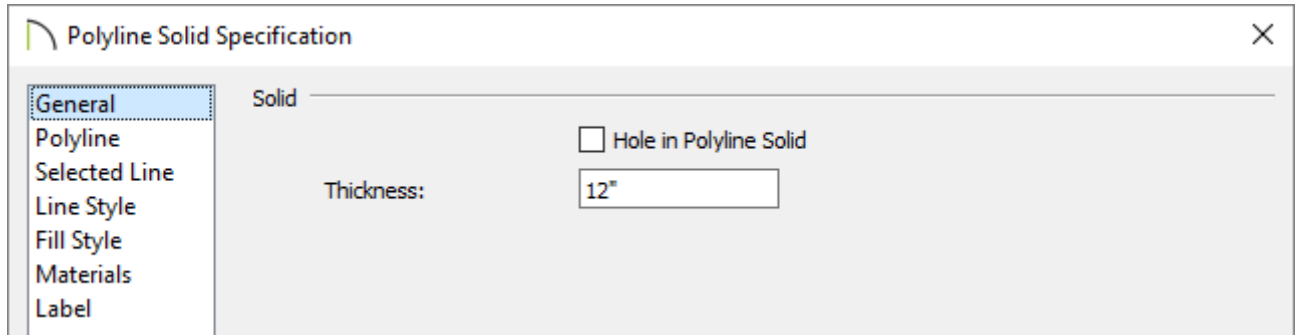 Polyline Solid Specification
General
Polyline
Selected Line
Line Style
Fill Style
Materials
Label
Solid
Hole in Polyline Solid
Thickness: 12"